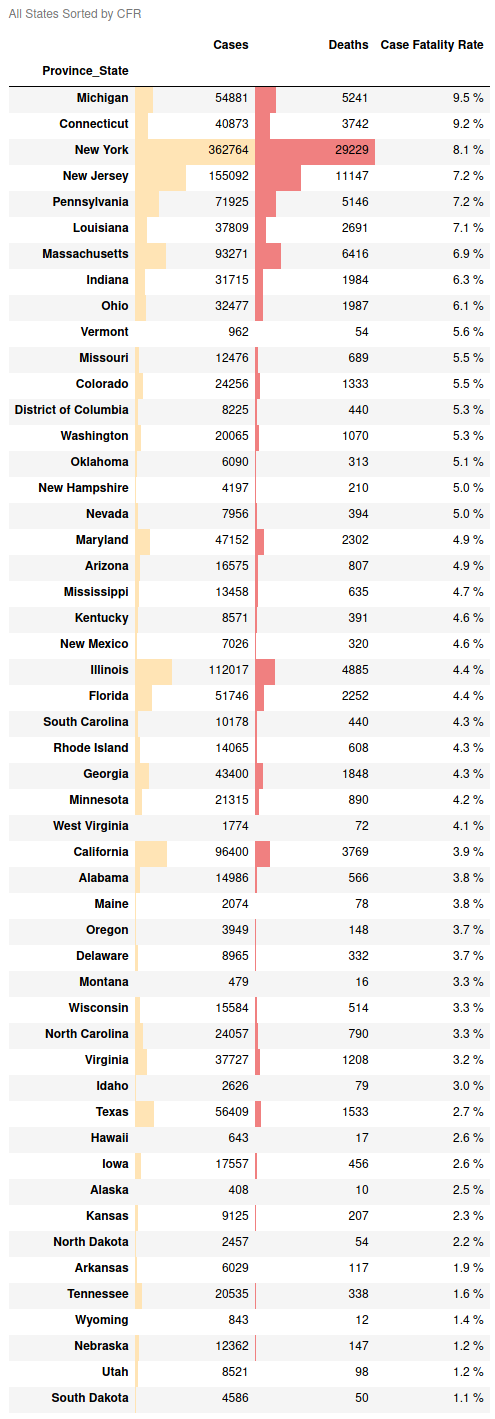 All States Sorted by CFR
Cases Deaths Case Fatality Rate
Province_State
Michigan 54881 5241 9.5 %
Connecticut 40873 3742 9.2 %
New York 362764 29229 8.1 %
New Jersey 155092 11147 7.2 %
Pennsylvania 71925 5146 7.2 %
Louisiana 37809 2691 7.1 %
Massachusetts 93271 6416 6.9 %
Indiana 31715 1984 6.3 %
Ohio 32477 1987 6.1 %
Vermont 962 54 5.6 %
Missouri 12476 689 5.5 %
Colorado 24256 1333 5.5 %
District of Columbia 8225 440 5.3 %
Washington 20065 1070 5.3 %
Oklahoma 6090 313 5.1 %
New Hampshire 4197 210 5.0 %
Nevada 7956 394 5.0 %
Maryland 47152 2302 4.9 %
Arizona 16575 807 4.9 %
Mississippi 13458 635 4.7 %
Kentucky 8571 391 4.6 %
New Mexico 7026 320 4.6 %
Illinois 112017 4885 4.4 %
Florida 51746 2252 4.4 %
South Carolina 10178 440 4.3 %
Rhode Island 14065 608 4.3 %
Georgia 43400 1848 4.3 %
Minnesota 21315 890 4.2 %
West Virginia 1774 72 4.1 %
California 96400 3769 3.9 %
Alabama 14986 566 3.8 %
Maine 2074 78 3.8 %
Oregon 3949 148 3.7 %
Delaware 8965 332 3.7 %
Montana 479 16 3.3 %
Wisconsin 15584 514 3.3 %
North Carolina 24057 790 3.3 %
Virginia 37727 1208 3.2 %
Idaho 2626 79 3.0 %
Texas 56409 1533 2.7 %
Hawaii 643 17 2.6 %
Iowa 17557 456 2.6 %
Alaska 408 10 2.5 %
Kansas 9125 207 2.3 %
North Dakota 2457 54 2.2 %
Arkansas 6029 117 1.9 %
Tennessee 20535 338 1.6 %
Wyoming 843 12 1.4 %
Nebraska 12362 147 1.2 %
Utah 8521 98 1.2 %
South Dakota 4586 50 1.1 %